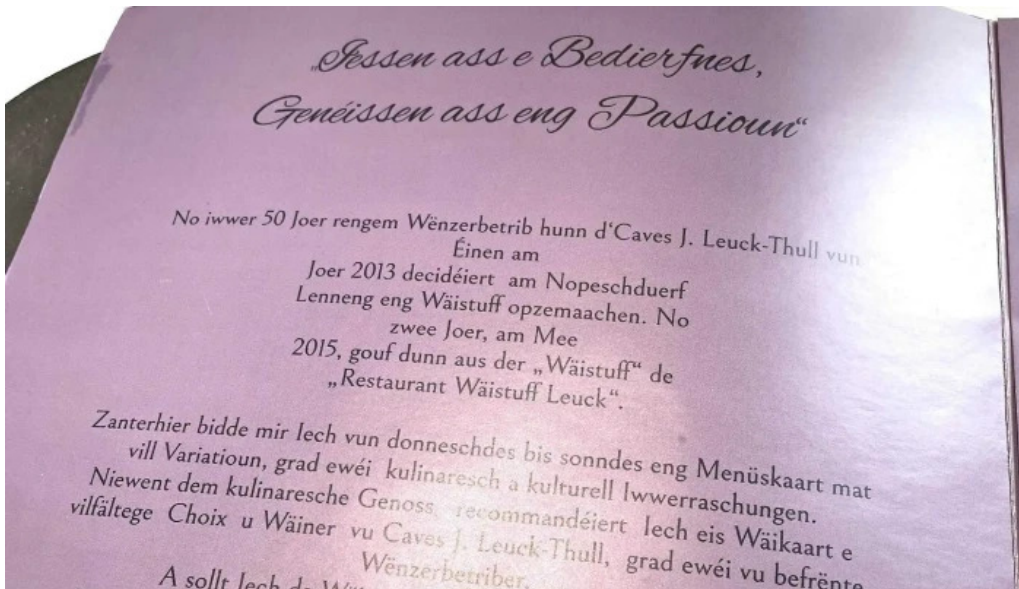 „Iessen ass e Bedierfnes,
Genéissen ass eng Passioun“
No iwwer 50 Joer rengem Wënzerbetrib hunn d‘Caves J. Leuck-Thull vun
Éinen am
Joer 2013 decidéiert am Nopeschduerf
Lenneng eng Wäistuff opzemaachen. No
zwee Joer, am Mee
2015, gouf dunn aus der „Wäistuff“ de
„Restaurant Wäistuff Leuck“.
Zanterhier bidde mir Iech vun donneschdes bis sonndes eng Menüskaart mat
vill Variatioun, grad ewéi kulinaresch a kulturell Iwwerraschungen.
Niewent dem kulinaresche Genoss, recommandéiert Iech eis Wäikaart e
vilfältege Choix u Wäiner vu Caves J. Leuck-Thull, grad ewéi vu befrënte
Wënzerbetriber.
A sollt Iech de